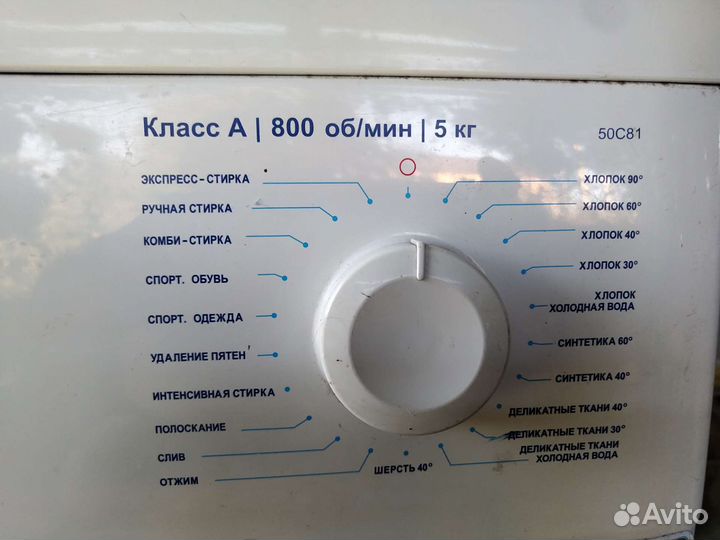 Класс А | 800 об/мин | 5 кг
50С81
ЭКСПРЕСС-СТИРКА
РУЧНАЯ СТИРКА
КОМБИ-СТИРКА
СПОРТ. ОБУВЬ
СПОРТ. ОДЕЖДА
УДАЛЕНИЕ ПЯТЕН
ИНТЕНСИВНАЯ СТИРКА
ПОЛОСКАНИЕ
СЛИВ
ОТЖИМ
ХЛОПОК 90°
ХЛОПОК 60°
ХЛОПОК 40°
ХЛОПОК 30°
ХЛОПОК
ХОЛОДНАЯ ВОДА
СИНТЕТИКА 60°
СИНТЕТИКА 40°
ДЕЛИКАТНЫЕ ТКАНИ 40°
ДЕЛИКАТНЫЕ ТКАНИ 30°
ДЕЛИКАТНЫЕ ТКАНИ
ХОЛОДНАЯ ВОДА
ШЕРСТЬ 40°
Avito